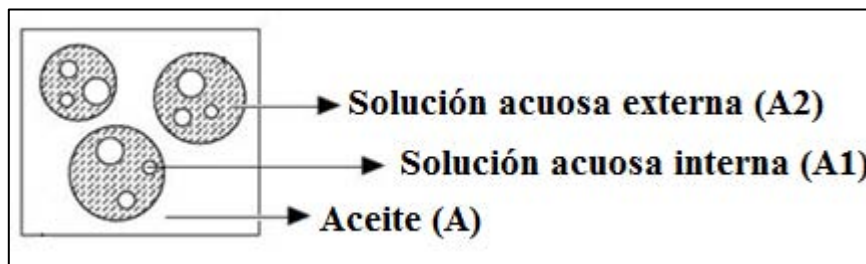 Solución acuosa externa (A2)
Solución acuosa interna (A1)
Aceite (A)